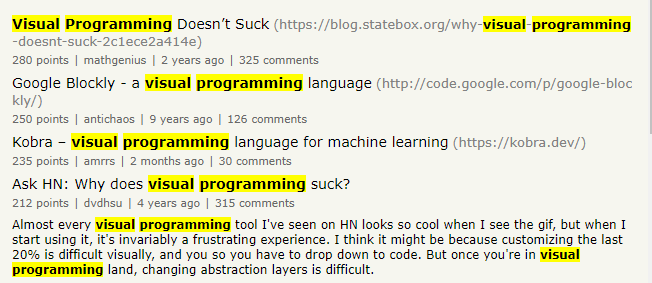 Visual Programming Doesn’t Suck (https://blog.statebox.org/why-visual-programming
-doesnt-suck-2c1ece2a414e)
280 points | mathgenius | 2 years ago | 325 comments
Google Blockly - a visual programming language (http://code.google.com/p/google-bloc
kly/)
250 points | antichaos | 9 years ago | 126 comments
Kobra – visual programming language for machine learning (https://kobra.dev/)
235 points | amrrs | 2 months ago | 30 comments
Ask HN: Why does visual programming suck?
212 points | dvdhsu | 4 years ago | 315 comments
Almost every visual programming tool I've seen on HN looks so cool when I see the gif, but when I
start using it, it's invariably a frustrating experience. I think it might be because customizing the last
20% is difficult visually, and you so you have to drop down to code. But once you're in visual
programming land, changing abstraction layers is difficult.